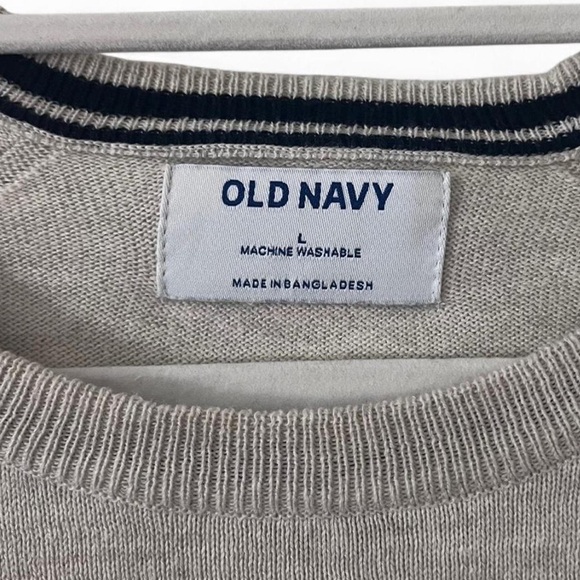 OLD NAVY
L
MACHINE WASHABLE
MADE IN BANGLADESH